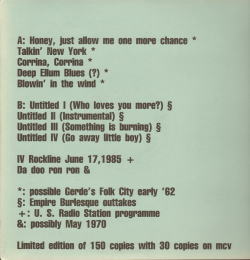 A: Honey, just allow me one more chance *
Talkin' New York *
Corrina, Corrina *
Deep Ellum Blues (?) *
Blowin' in the wind *
B: Untitled I (Who loves you more?) §
Untitled II (Instrumental) §
Untitled III (Something is burning) §
Untitled IV (Go away little boy) §
IV Rockline June 17,1985 +
Da doo ron ron &
*: possible Gerde's Folk City early '62
§: Empire Burlesque outtakes
+: U. S. Radio Station programme
&: possibly May 1970
Limited edition of 150 copies with 30 copies on mcv